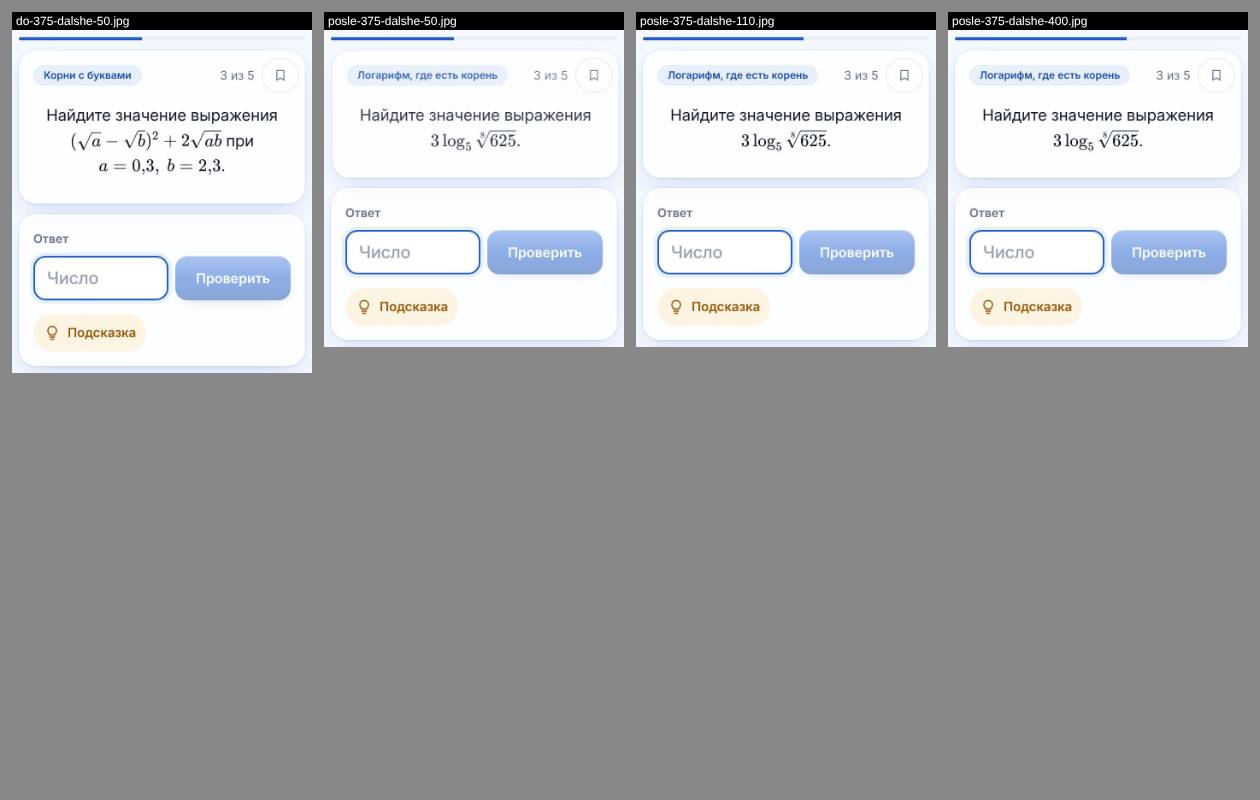 do-375-dalshe-50.jpg
Корни с буквами
3 из 5
Найдите значение выражения
(√a − √b)² + 2√ab при
a = 0,3, b = 2,3.
Ответ
Число
Проверить
Подсказка
posle-375-dalshe-50.jpg
Логарифм, где есть корень
3 из 5
Найдите значение выражения
3 log₅ ⁸√625.
Ответ
Число
Проверить
Подсказка
posle-375-dalshe-110.jpg
Логарифм, где есть корень
3 из 5
Найдите значение выражения
3 log₅ ⁸√625.
Ответ
Число
Проверить
Подсказка
posle-375-dalshe-400.jpg
Логарифм, где есть корень
3 из 5
Найдите значение выражения
3 log₅ ⁸√625.
Ответ
Число
Проверить
Подсказка